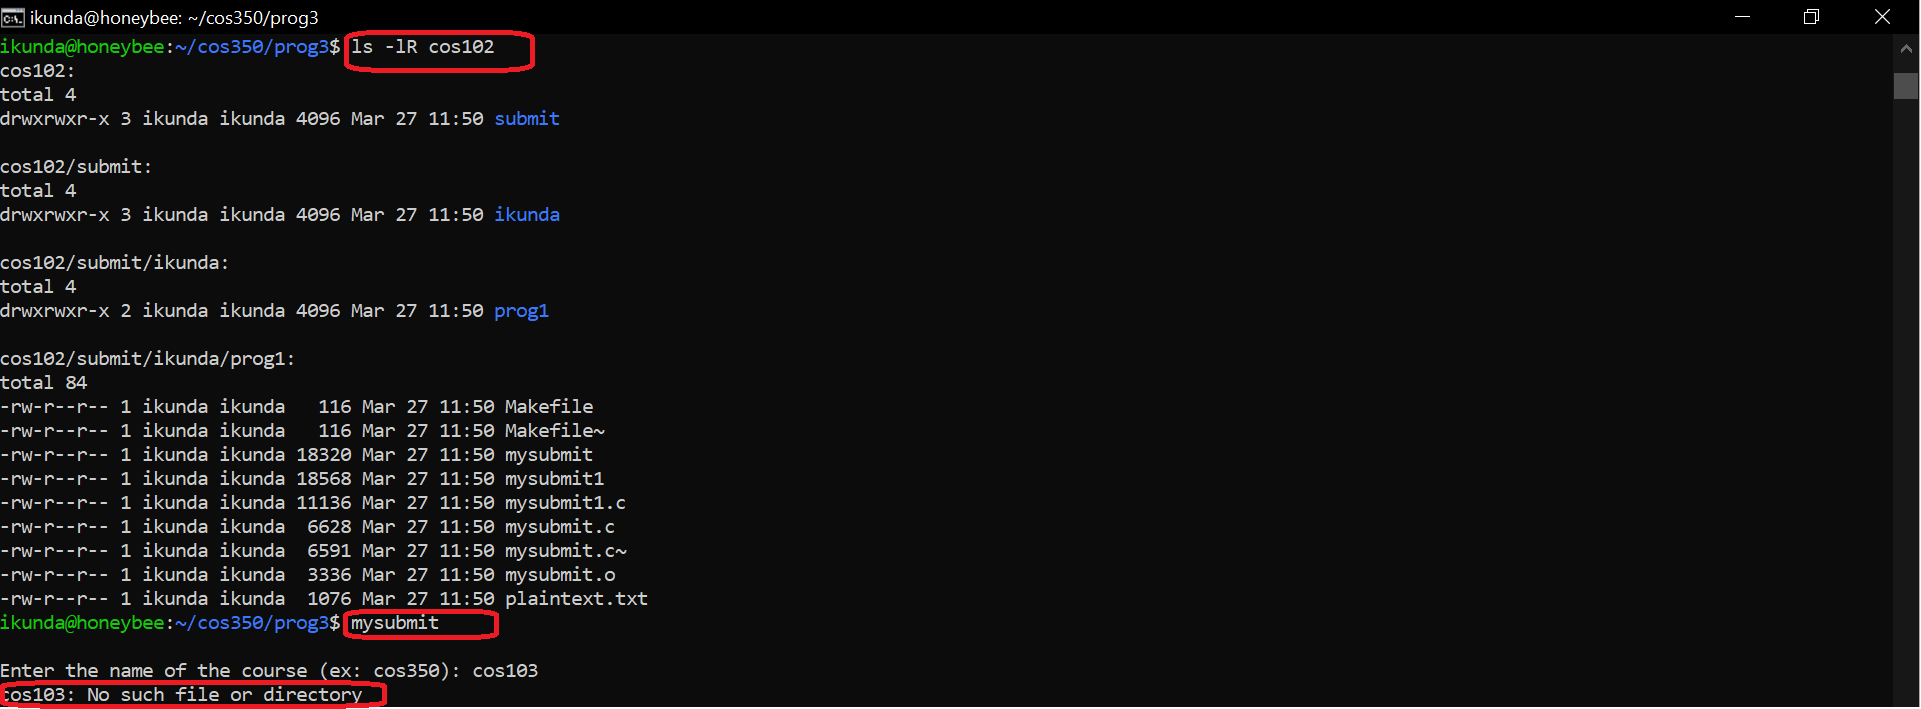 ikunda@honeybee: ~/cos350/prog3
ikunda@honeybee:~/cos350/prog3$ ls -lR cos102
cos102:
total 4
drwxrwxr-x 3 ikunda ikunda 4096 Mar 27 11:50 submit
cos102/submit:
total 4
drwxrwxr-x 3 ikunda ikunda 4096 Mar 27 11:50 ikunda
cos102/submit/ikunda:
total 4
drwxrwxr-x 2 ikunda ikunda 4096 Mar 27 11:50 prog1
cos102/submit/ikunda/prog1:
total 84
-rw-r--r-- 1 ikunda ikunda   116 Mar 27 11:50 Makefile
-rw-r--r-- 1 ikunda ikunda   116 Mar 27 11:50 Makefile~
-rw-r--r-- 1 ikunda ikunda 18320 Mar 27 11:50 mysubmit
-rw-r--r-- 1 ikunda ikunda 18568 Mar 27 11:50 mysubmit1
-rw-r--r-- 1 ikunda ikunda 11136 Mar 27 11:50 mysubmit1.c
-rw-r--r-- 1 ikunda ikunda  6628 Mar 27 11:50 mysubmit.c
-rw-r--r-- 1 ikunda ikunda  6591 Mar 27 11:50 mysubmit.c~
-rw-r--r-- 1 ikunda ikunda  3336 Mar 27 11:50 mysubmit.o
-rw-r--r-- 1 ikunda ikunda  1076 Mar 27 11:50 plaintext.txt
ikunda@honeybee:~/cos350/prog3$ mysubmit
Enter the name of the course (ex: cos350): cos103
cos103: No such file or directory